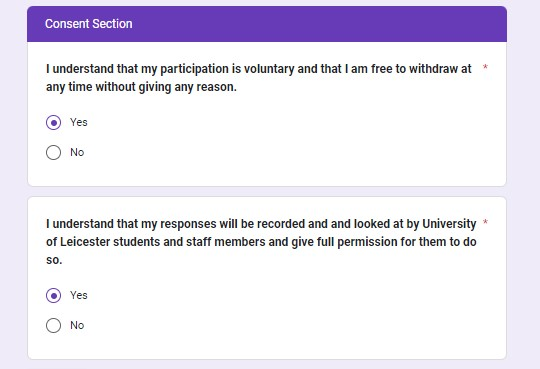 Consent Section
I understand that my participation is voluntary and that I am free to withdraw at *
any time without giving any reason.
Yes
No
I understand that my responses will be recorded and and looked at by University *
of Leicester students and staff members and give full permission for them to do
so.
Yes
No